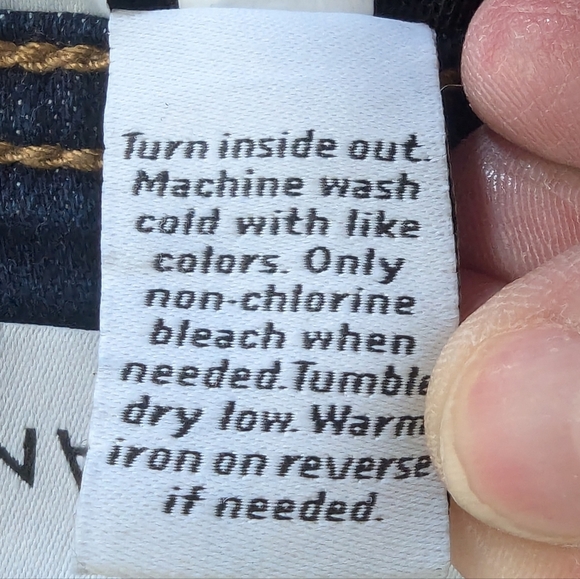 Turn inside out.
Machine wash
cold with like
colors. Only
non-chlorine
bleach when
needed. Tumble
dry low. Warm
iron on reverse
if needed.